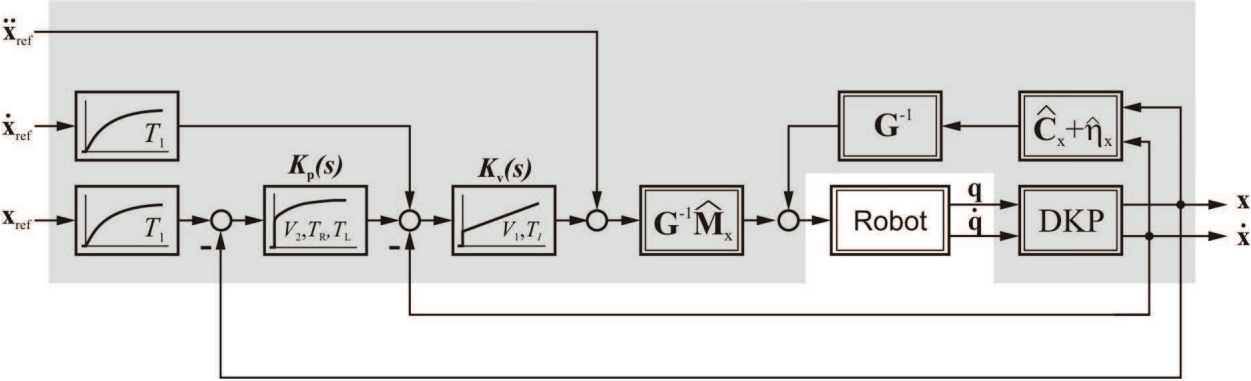 ẍref
ẋref
T1
G⁻¹
Ĉx+η̂x
Kp(s)
Kv(s)
xref
T1
-
V2,TR,TL
-
V1,TI
G⁻¹M̂x
Robot
q
q̇
DKP
x
ẋ